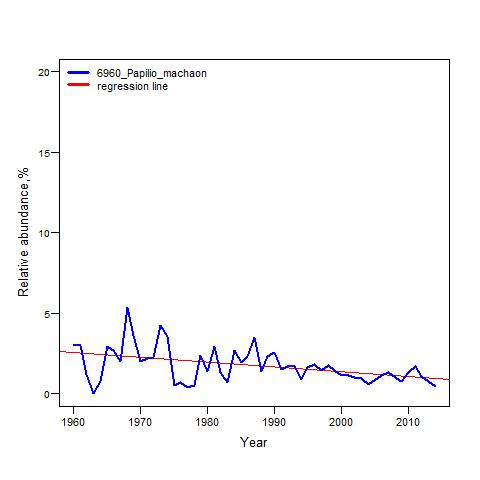 6960_Papilio_machaon
regression line
20
15
10
5
0
Relative abundance,%
1960 1970 1980 1990 2000 2010
Year